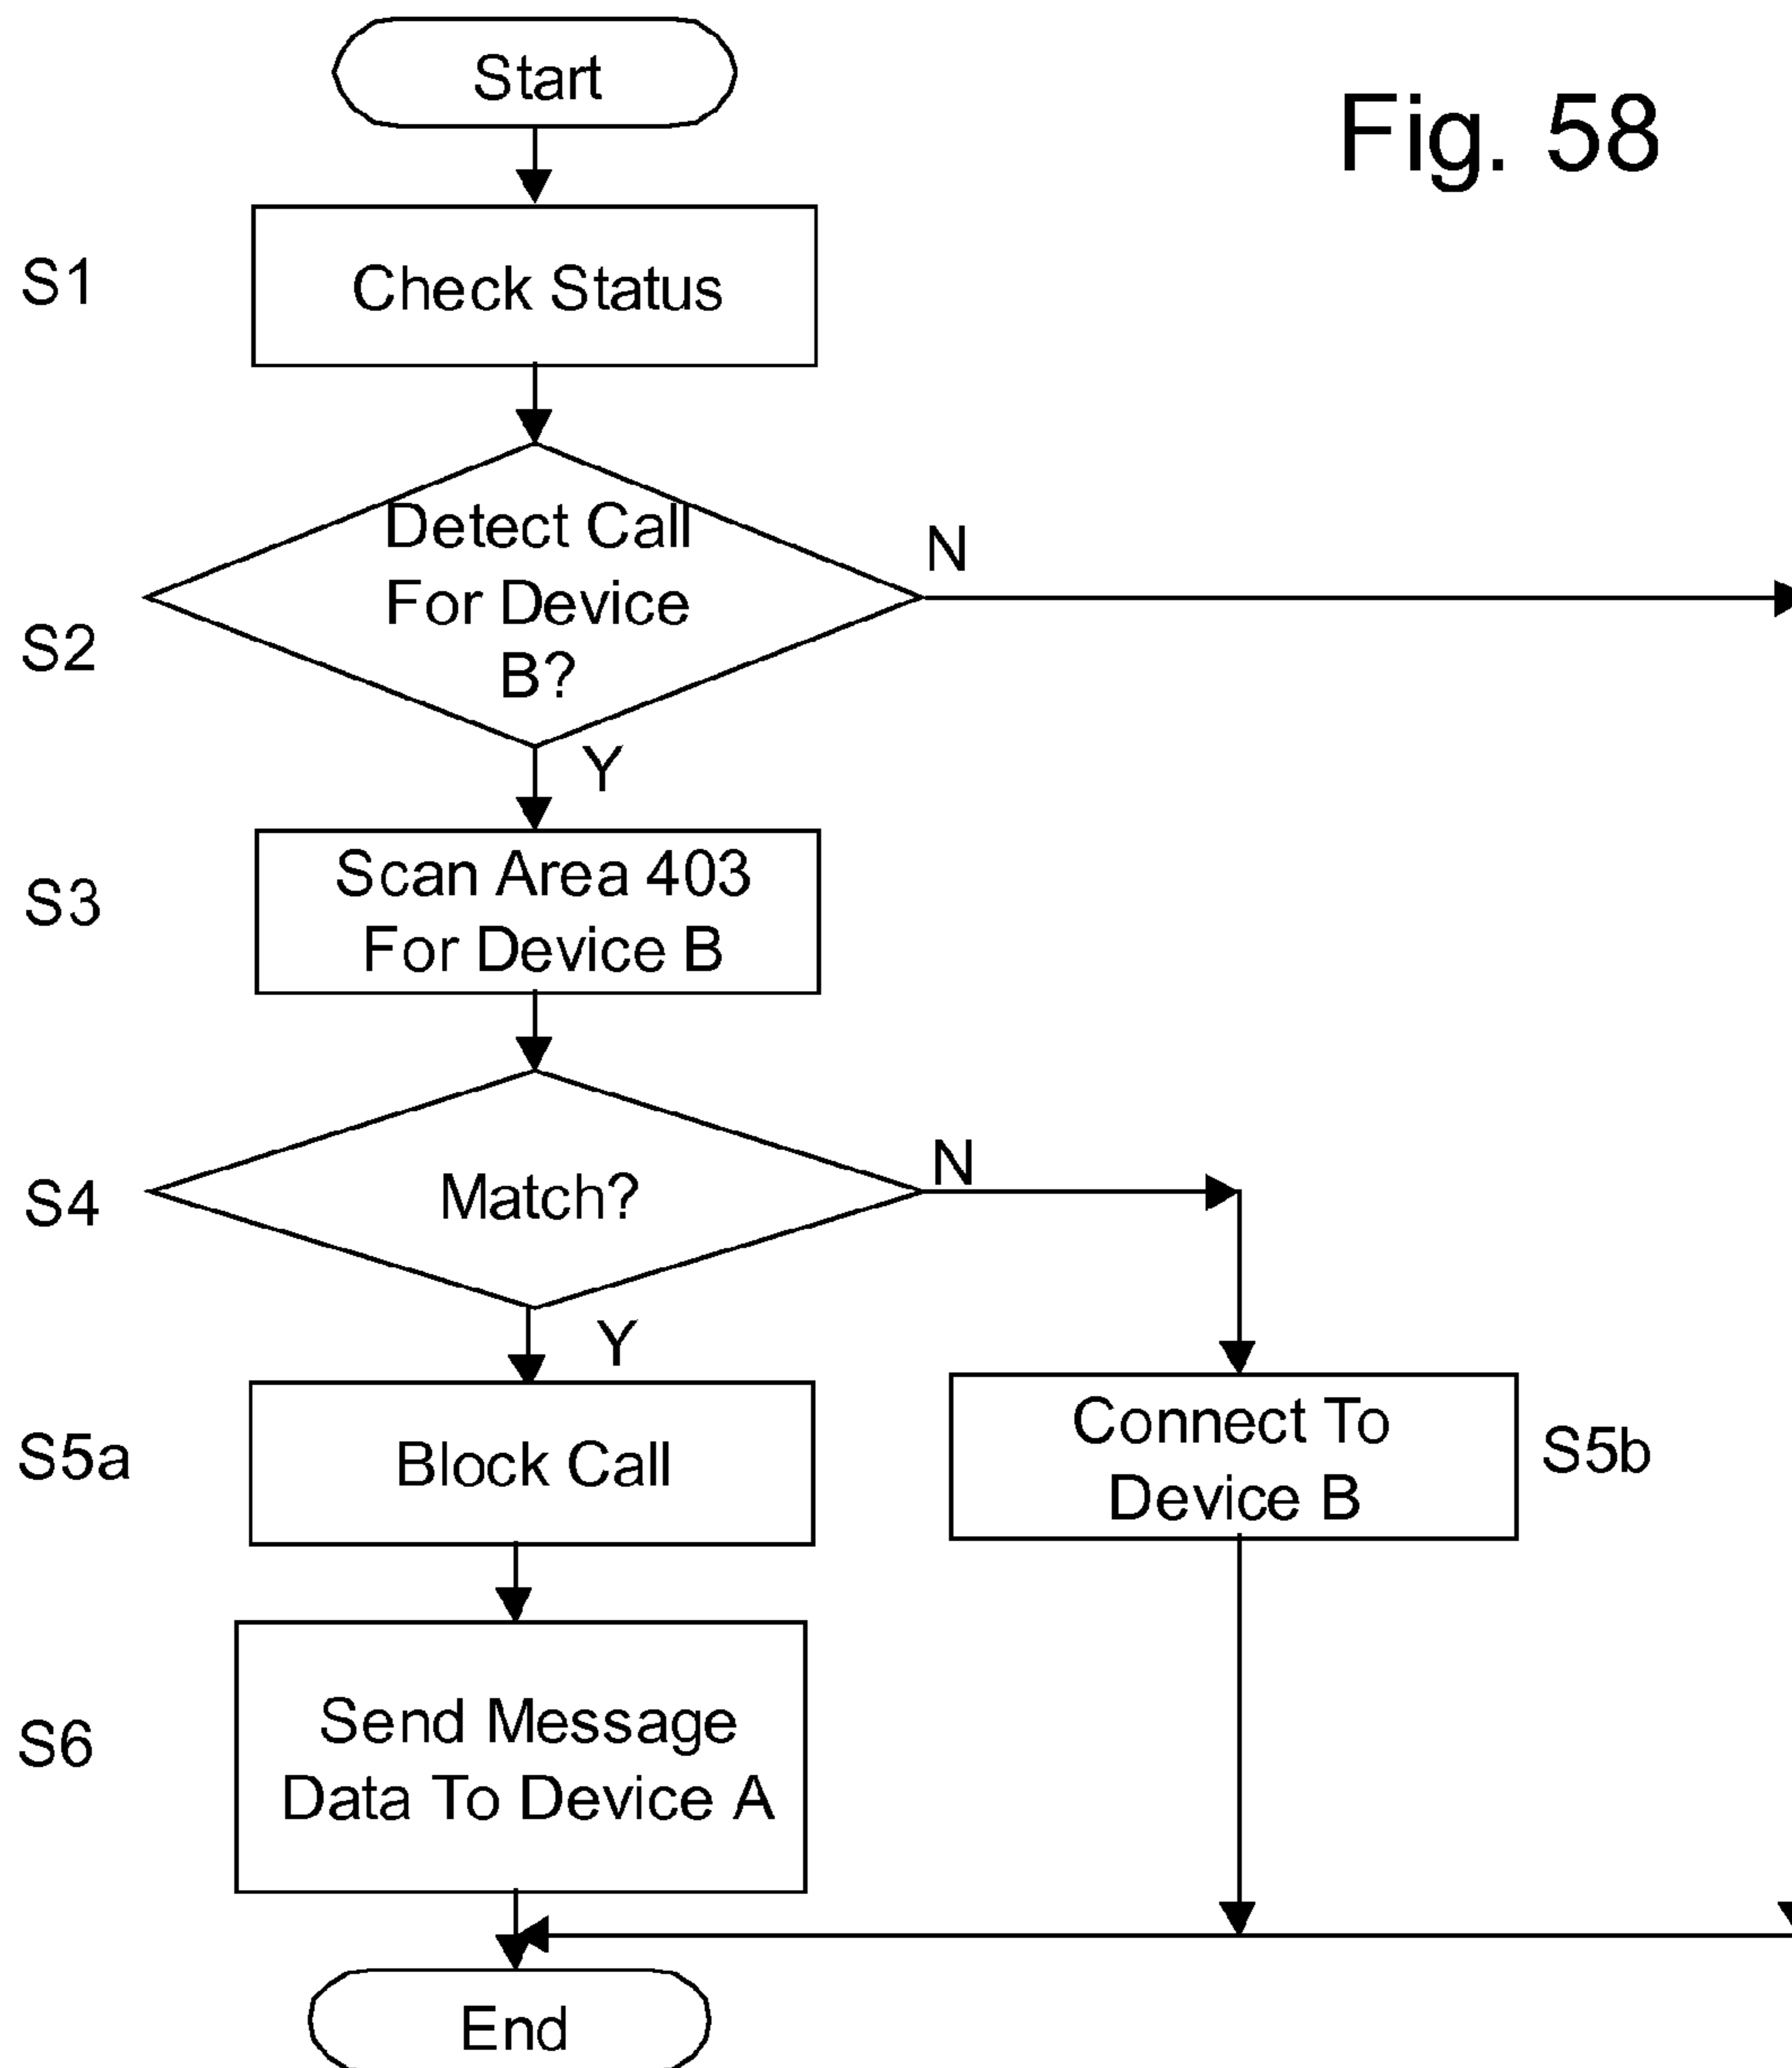 Start
Fig. 58
S1
Check Status
Detect Call
For Device
B?
N
S2
Y
S3
Scan Area 403
For Device B
S4
Match?
N
Y
S5a
Block Call
Connect To
Device B
S5b
S6
Send Message
Data To Device A
End